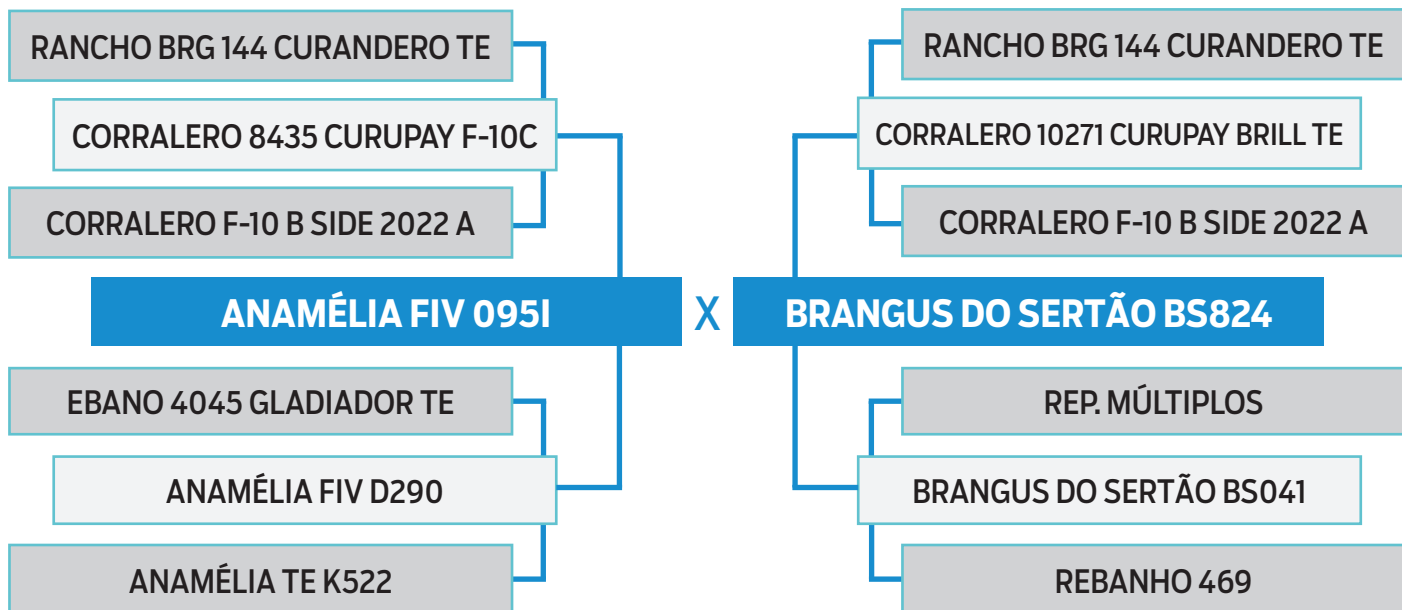 RANCHO BRG 144 CURANDERO TE
CORRALERO 8435 CURUPAY F-10C
CORRALERO F-10 B SIDE 2022 A
ANAMÉLIA FIV 095I
EBANO 4045 GLADIADOR TE
ANAMÉLIA FIV D290
ANAMÉLIA TE K522
X
RANCHO BRG 144 CURANDERO TE
CORRALERO 10271 CURUPAY BRILL TE
CORRALERO F-10 B SIDE 2022 A
BRANGUS DO SERTÃO BS824
REP. MÚLTIPLOS
BRANGUS DO SERTÃO BS041
REBANHO 469